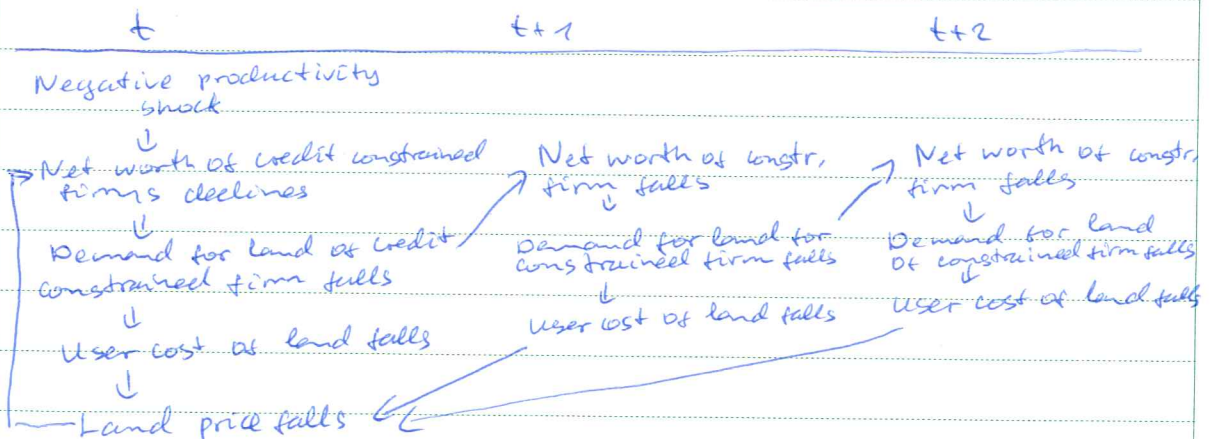 t t+1 t+2
Negative productivity
shock
Net worth of credit constrained
firms declines
Demand for land of credit
constrained firm falls
User cost of land falls
Land price falls
Net worth of constr.
firm falls
Demand for land for
constrained firm falls
User cost of land falls
Net worth of constr.
firm falls
Demand for land
of constrained firm falls
User cost of land falls